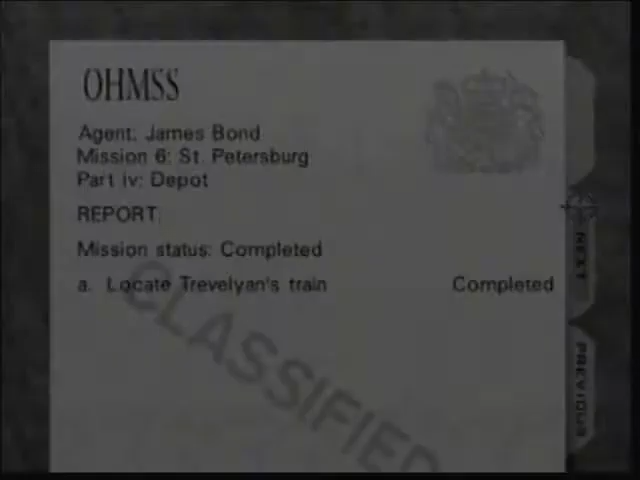 OHMSS
Agent: James Bond
Mission 6: St. Petersburg
Part iv: Depot
REPORT:
Mission status: Completed
a. Locate Trevelyan's train Completed
CLASSIFIED
NEXT
PREVIOUS